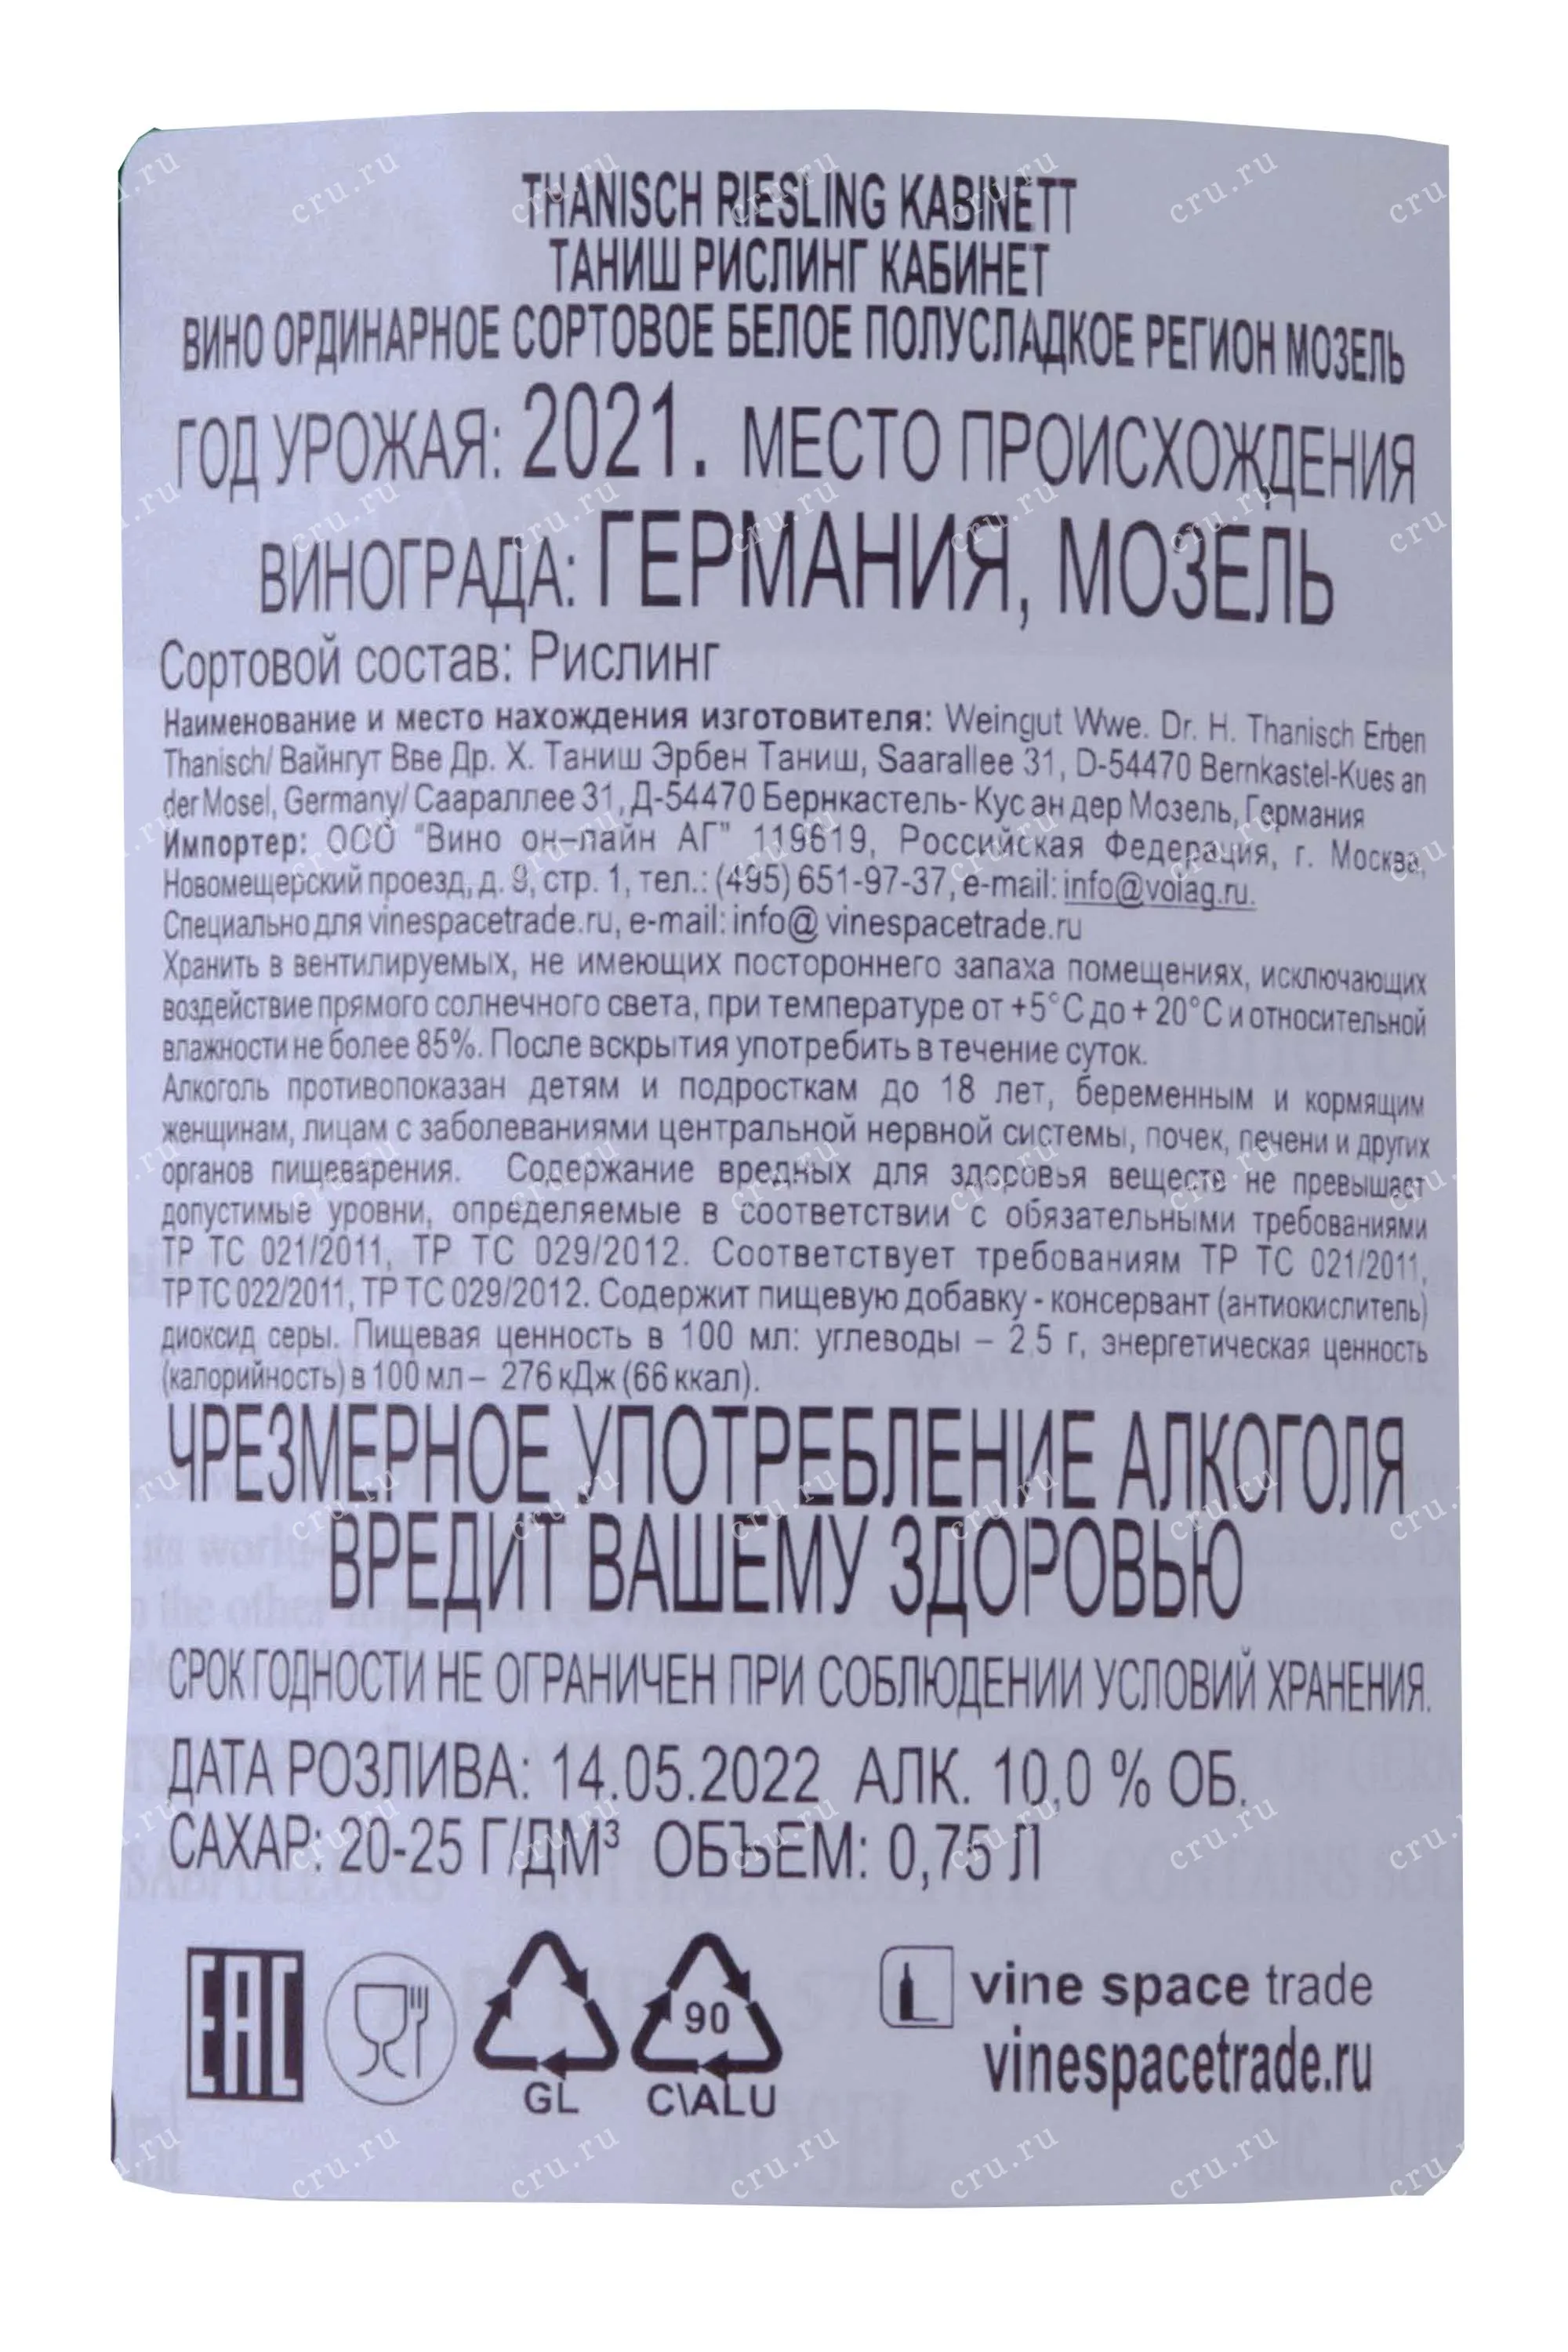 THANISCH RIESLING KABINETT
ТАНИШ РИСЛИНГ КАБИНЕТ
ВИНО ОРДИНАРНОЕ СОРТОВОЕ БЕЛОЕ ПОЛУСЛАДКОЕ РЕГИОН МОЗЕЛЬ
ГОД УРОЖАЯ: 2021. МЕСТО ПРОИСХОЖДЕНИЯ
ВИНОГРАДА: ГЕРМАНИЯ, МОЗЕЛЬ
Сортовой состав: Рислинг
Наименование и место нахождения изготовителя: Weingut Wwe. Dr. H. Thanisch Erben
Thanisch/ Вайнгут Вве Др. Х. Таниш Эрбен Таниш, Saarallee 31, D-54470 Bernkastel-Kues an
der Mosel, Germany/ Саараллее 31, Д-54470 Бернкастель- Кус ан дер Мозель, Германия
Импортер: ООО "Вино он–лайн АГ" 119619, Российская Федерация, г. Москва,
Новомещерский проезд, д. 9, стр. 1, тел.: (495) 651-97-37, e-mail: info@volag.ru.
Специально для vinespacetrade.ru, e-mail: info@ vinespacetrade.ru
Хранить в вентилируемых, не имеющих постороннего запаха помещениях, исключающих
воздействие прямого солнечного света, при температуре от +5°С до + 20°С и относительной
влажности не более 85%. После вскрытия употребить в течение суток.
Алкоголь противопоказан детям и подросткам до 18 лет, беременным и кормящим
женщинам, лицам с заболеваниями центральной нервной системы, почек, печени и других
органов пищеварения. Содержание вредных для здоровья веществ не превышает
допустимые уровни, определяемые в соответствии с обязательными требованиями
ТР ТС 021/2011, ТР ТС 029/2012. Соответствует требованиям ТР ТС 021/2011,
ТР ТС 022/2011, ТР ТС 029/2012. Содержит пищевую добавку - консервант (антиокислитель)
диоксид серы. Пищевая ценность в 100 мл: углеводы – 2,5 г, энергетическая ценность
(калорийность) в 100 мл – 276 кДж (66 ккал).
ЧРЕЗМЕРНОЕ УПОТРЕБЛЕНИЕ АЛКОГОЛЯ
ВРЕДИТ ВАШЕМУ ЗДОРОВЬЮ
СРОК ГОДНОСТИ НЕ ОГРАНИЧЕН ПРИ СОБЛЮДЕНИИ УСЛОВИЙ ХРАНЕНИЯ.
ДАТА РОЗЛИВА: 14.05.2022 АЛК. 10,0 % ОБ.
САХАР: 20-25 Г/ДМ³ ОБЪЕМ: 0,75 Л
EAC
90
GL C\ALU
vine space trade
vinespacetrade.ru
cru.ru